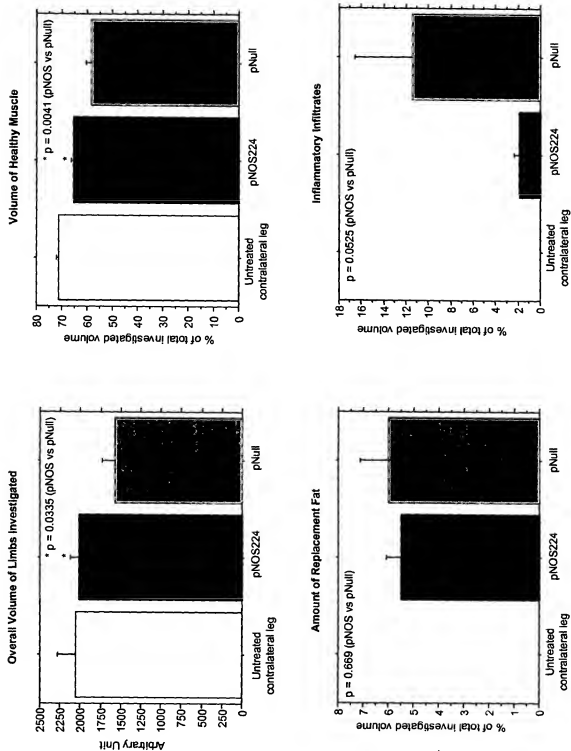 Overall Volume of Limbs Investigated
* p = 0.0335 (pNOS vs pNull)
*
Arbitrary Unit
2500
2250
2000
1750
1500
1250
1000
750
500
250
0
Untreated
contralateral leg
pNOS224
pNull
Volume of Healthy Muscle
* p = 0.0041 (pNOS vs pNull)
*
% of total investigated volume
80
70
60
50
40
30
20
10
0
Untreated
contralateral leg
pNOS224
pNull
Amount of Replacement Fat
p = 0.669 (pNOS vs pNull)
% of total investigated volume
8
7
6
5
4
3
2
1
0
Untreated
contralateral leg
pNOS224
pNull
Inflammatory Infiltrates
p = 0.0525 (pNOS vs pNull)
% of total investigated volume
18
16
14
12
10
8
6
4
2
0
Untreated
contralateral leg
pNOS224
pNull